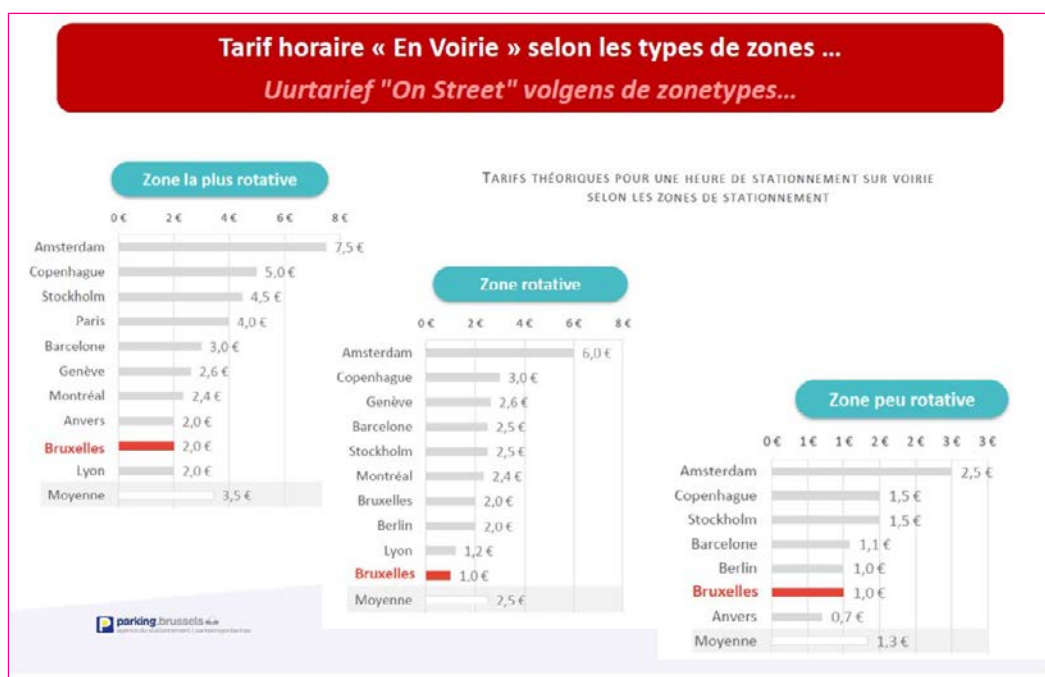 Tarif horaire « En Voirie » selon les types de zones ...
Uurtarief "On Street" volgens de zonetypes...
Zone la plus rotative
TARIFS THÉORIQUES POUR UNE HEURE DE STATIONNEMENT SUR VOIRIE
SELON LES ZONES DE STATIONNEMENT
0 € 2 € 4 € 6 € 8 €
Amsterdam 7,5 €
Copenhague 5,0 €
Stockholm 4,5 €
Paris 4,0 €
Barcelone 3,0 €
Genève 2,6 €
Montréal 2,4 €
Anvers 2,0 €
Bruxelles 2,0 €
Lyon 2,0 €
Moyenne 3,5 €
Zone rotative
0 € 2 € 4 € 6 € 8 €
Amsterdam 6,0 €
Copenhague 3,0 €
Genève 2,6 €
Barcelone 2,5 €
Stockholm 2,5 €
Montréal 2,4 €
Bruxelles 2,0 €
Berlin 2,0 €
Lyon 1,2 €
Bruxelles 1,0 €
Moyenne 2,5 €
Zone peu rotative
0 € 1 € 1 € 2 € 2 € 3 € 3 €
Amsterdam 2,5 €
Copenhague 1,5 €
Stockholm 1,5 €
Barcelone 1,1 €
Berlin 1,0 €
Bruxelles 1,0 €
Anvers 0,7 €
Moyenne 1,3 €
P parking.brussels